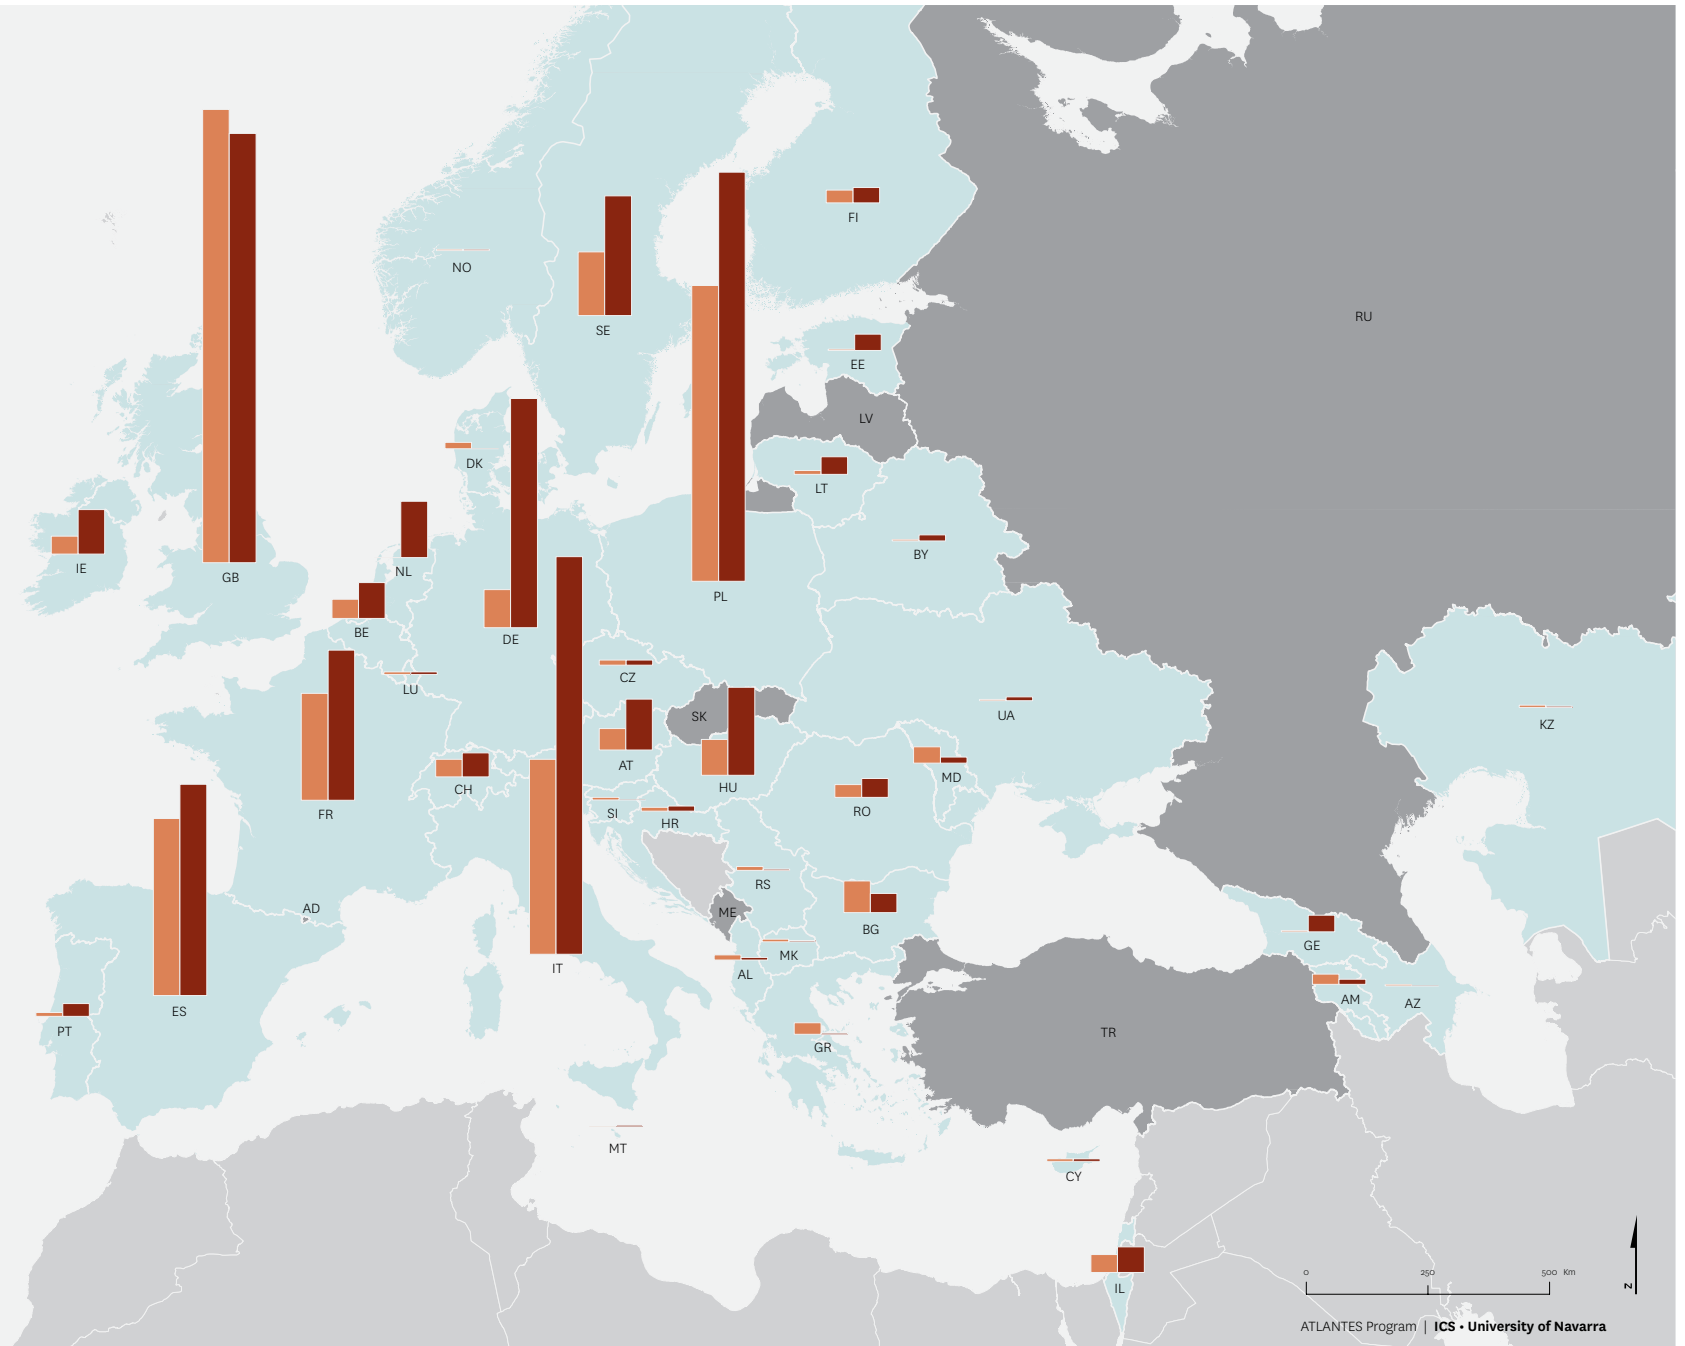 FI
NO
RU
SE
EE
LV
DK
LT
BY
IE
NL
GB
PL
BE
DE
CZ
LU
SK
UA
KZ
AT
MD
CH
HU
RO
SI
FR
HR
RS
AD
ME
BG
GE
MK
IT
AL
AM
AZ
ES
PT
TR
GR
MT
CY
IL
0 250 500 Km
N
ATLANTES Program | ICS • University of Navarra